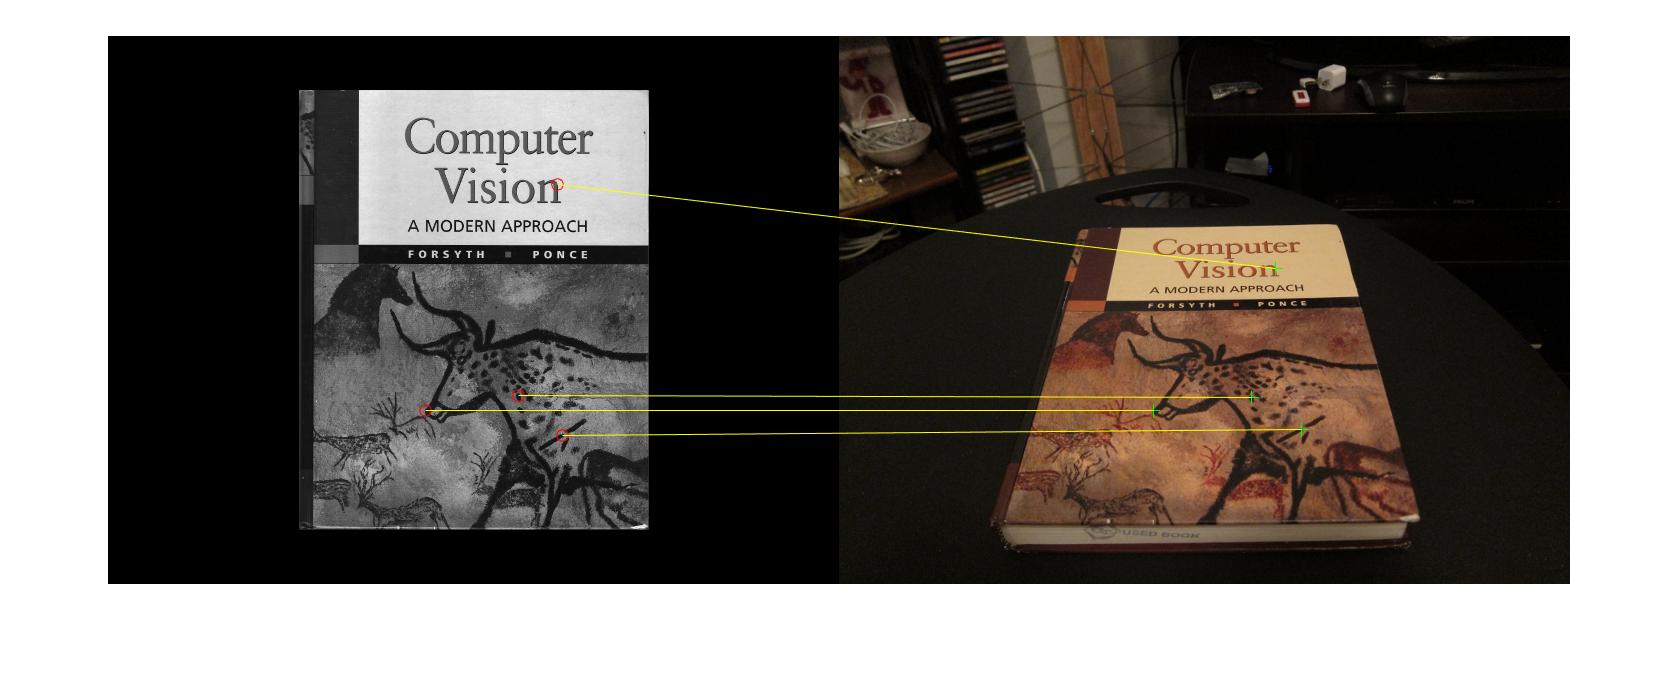 Computer
Vision
A MODERN APPROACH
FORSYTH ■ PONCE
Computer
Vision
A MODERN APPROACH
FORSYTH ■ PONCE
USED BOOK